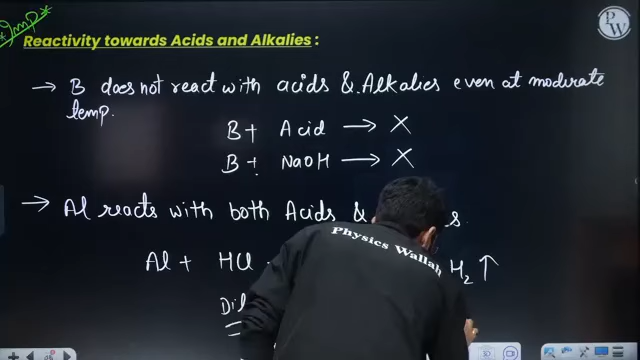 *Imp*
P W
Reactivity towards Acids and Alkalies :
→ B does not react with acids & Alkalies even at moderate
temp.
B + Acid → X
B + NaOH → X
→ Al reacts with both Acids & s.
Al + HCl H₂ ↑
Dil
Physics Wallah